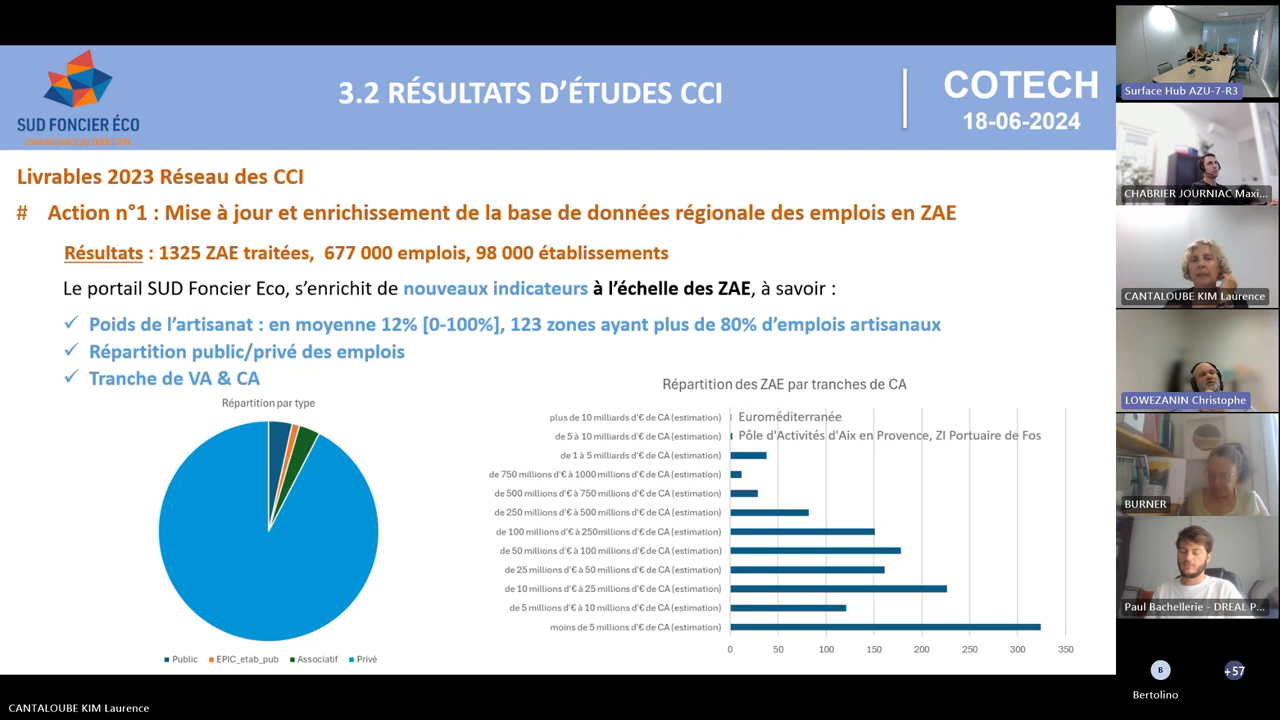 SUD FONCIER ÉCO
CONNAISSANCE DU TERRITOIRE
3.2 RÉSULTATS D'ÉTUDES CCI
COTECH
18-06-2024
Livrables 2023 Réseau des CCI
# Action n°1 : Mise à jour et enrichissement de la base de données régionale des emplois en ZAE
Résultats : 1325 ZAE traitées, 677 000 emplois, 98 000 établissements
Le portail SUD Foncier Eco, s'enrichit de nouveaux indicateurs à l'échelle des ZAE, à savoir :
✓ Poids de l'artisanat : en moyenne 12% [0-100%], 123 zones ayant plus de 80% d'emplois artisanaux
✓ Répartition public/privé des emplois
✓ Tranche de VA & CA
Répartition par type
Public EPIC_etab_pub Associatif Privé
Répartition des ZAE par tranches de CA
plus de 10 milliards d'€ de CA (estimation) Euroméditerranée
de 5 à 10 milliards d'€ de CA (estimation) Pôle d'Activités d'Aix en Provence, ZI Portuaire de Fos
de 1 à 5 milliards d'€ de CA (estimation)
de 750 millions d'€ à 1000 millions d'€ de CA (estimation)
de 500 millions d'€ à 750 millions d'€ de CA (estimation)
de 250 millions d'€ à 500 millions d'€ de CA (estimation)
de 100 millions d'€ à 250millions d'€ de CA (estimation)
de 50 millions d'€ à 100 millions d'€ de CA (estimation)
de 25 millions d'€ à 50 millions d'€ de CA (estimation)
de 10 millions d'€ à 25 millions d'€ de CA (estimation)
de 5 millions d'€ à 10 millions d'€ de CA (estimation)
moins de 5 millions d'€ de CA (estimation)
0 50 100 150 200 250 300 350
Surface Hub AZU-7-R3
CHABRIER JOURNIAC Maxi...
CANTALOUBE KIM Laurence
LOWEZANIN Christophe
BURNER
Paul Bachellerie - DREAL P...
B
Bertolino
+57
CANTALOUBE KIM Laurence